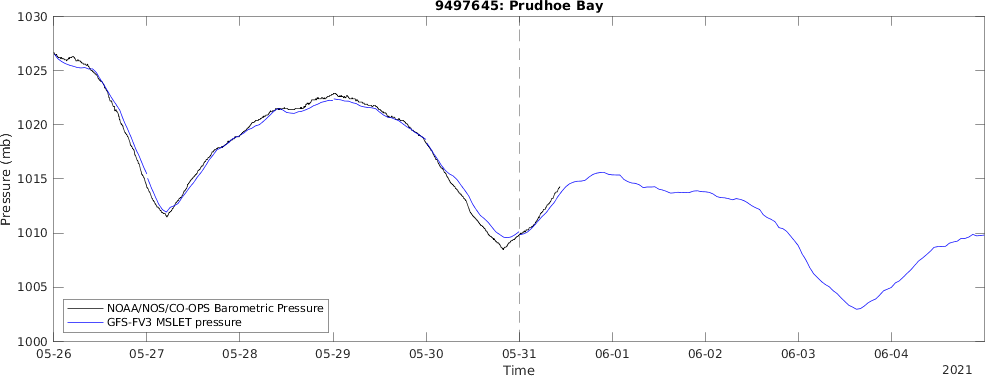 9497645: Prudhoe Bay
1030
1025
1020
1015
1010
1005
1000
Pressure (mb)
NOAA/NOS/CO-OPS Barometric Pressure
GFS-FV3 MSLET pressure
05-26 05-27 05-28 05-29 05-30 05-31 06-01 06-02 06-03 06-04
Time
2021